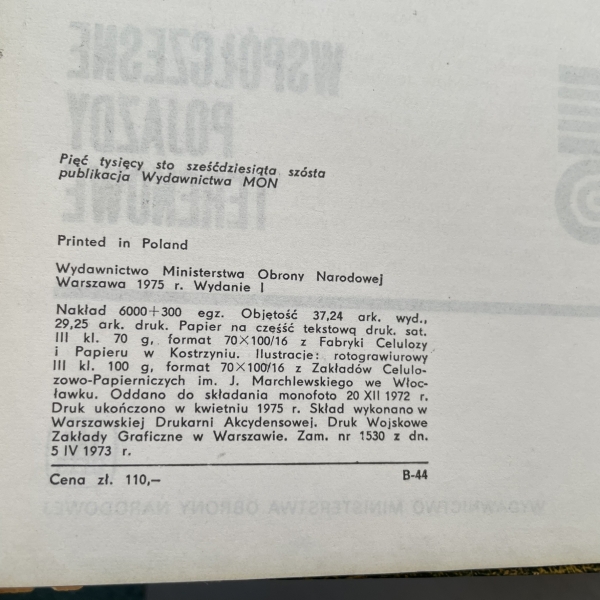 WSPÓŁCZESNE
POJAZDY
TERENOWE
Pięć tysięcy sto sześćdziesiąta szósta
publikacja Wydawnictwa MON
Printed in Poland
Wydawnictwo Ministerstwa Obrony Narodowej
Warszawa 1975 r. Wydanie I
Nakład 6000+300 egz. Objętość 37,24 ark. wyd.,
29,25 ark. druk. Papier na część tekstową druk. sat.
III kl. 70 g, format 70×100/16 z Fabryki Celulozy
i Papieru w Kostrzyniu. Ilustracje: rotograwiurowy
III kl. 100 g, format 70×100/16 z Zakładów Celulo-
zowo-Papierniczych im. J. Marchlewskiego we Włoc-
ławku. Oddano do składania monofoto 20 XII 1972 r.
Druk ukończono w kwietniu 1975 r. Skład wykonano w
Warszawskiej Drukarni Akcydensowej. Druk Wojskowe
Zakłady Graficzne w Warszawie. Zam. nr 1530 z dn.
5 IV 1973 r.
Cena zł. 110,— B-44
WYDAWNICTWO MINISTERSTWA OBRONY NARODOWEJ